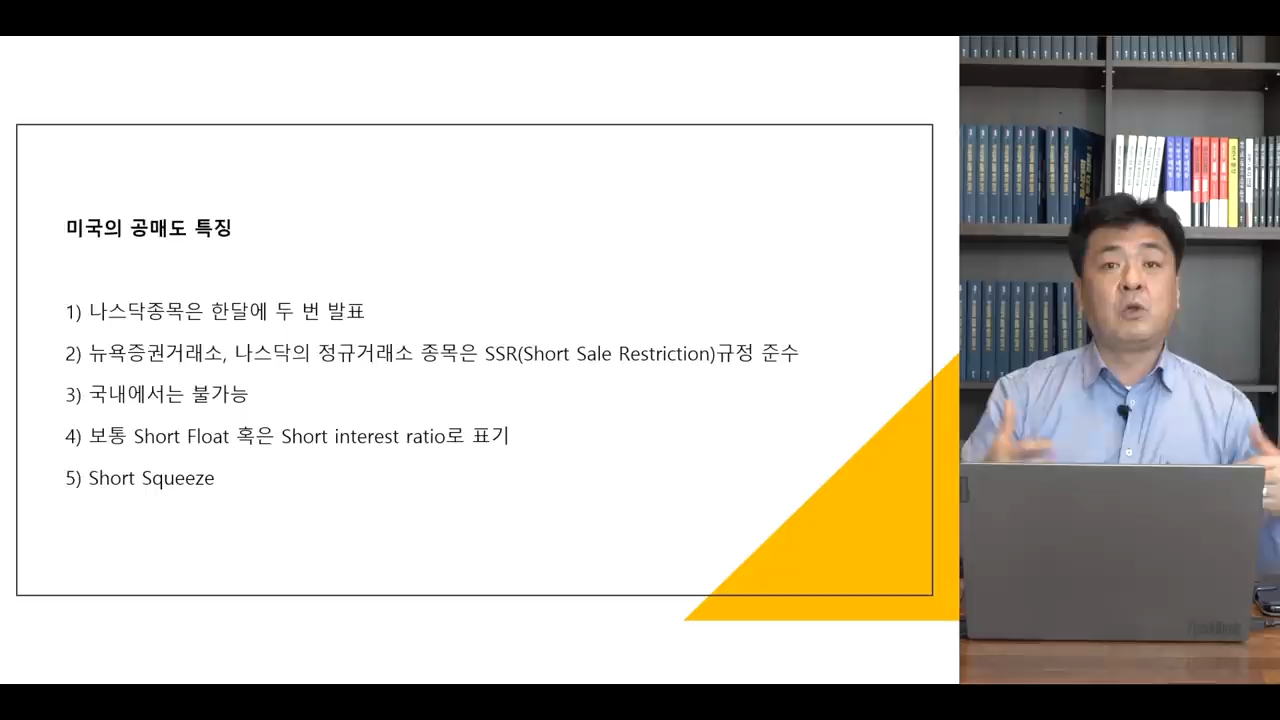 미국의 공매도 특징
1) 나스닥종목은 한달에 두 번 발표
2) 뉴욕증권거래소, 나스닥의 정규거래소 종목은 SSR(Short Sale Restriction)규정 준수
3) 국내에서는 불가능
4) 보통 Short Float 혹은 Short interest ratio로 표기
5) Short Squeeze